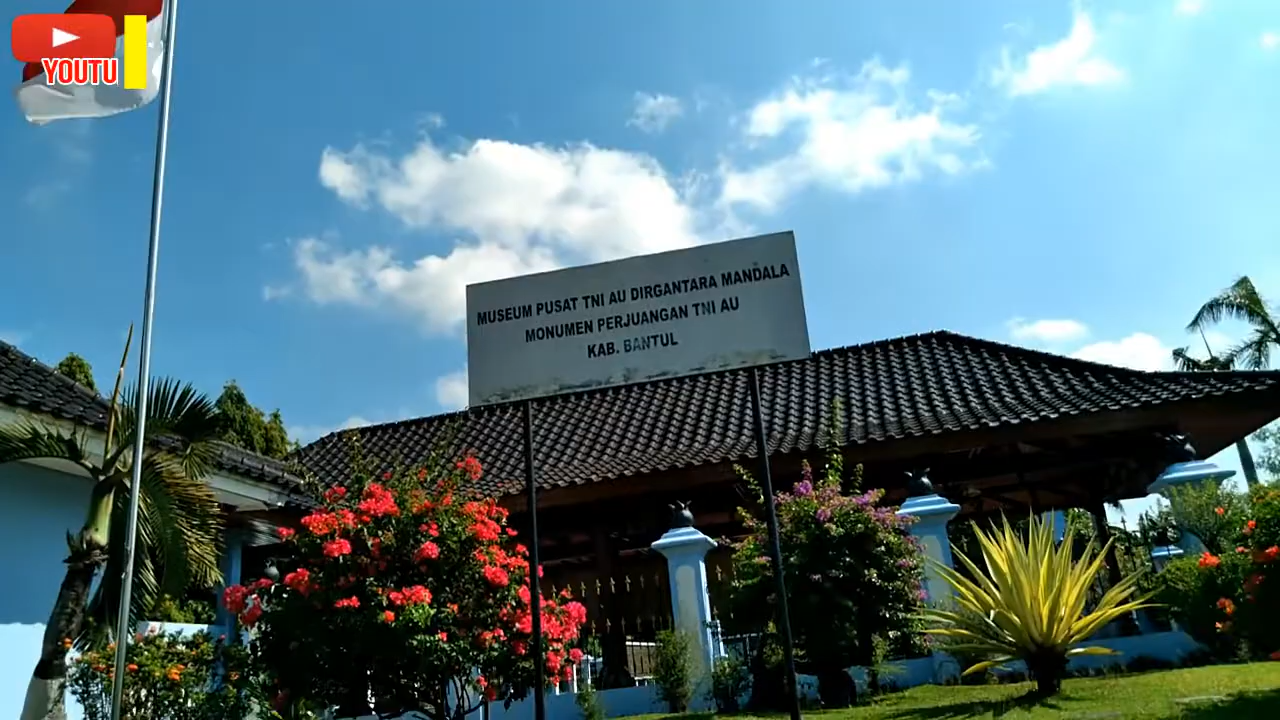 YOUTU
MUSEUM PUSAT TNI AU DIRGANTARA MANDALA
MONUMEN PERJUANGAN TNI AU
KAB. BANTUL